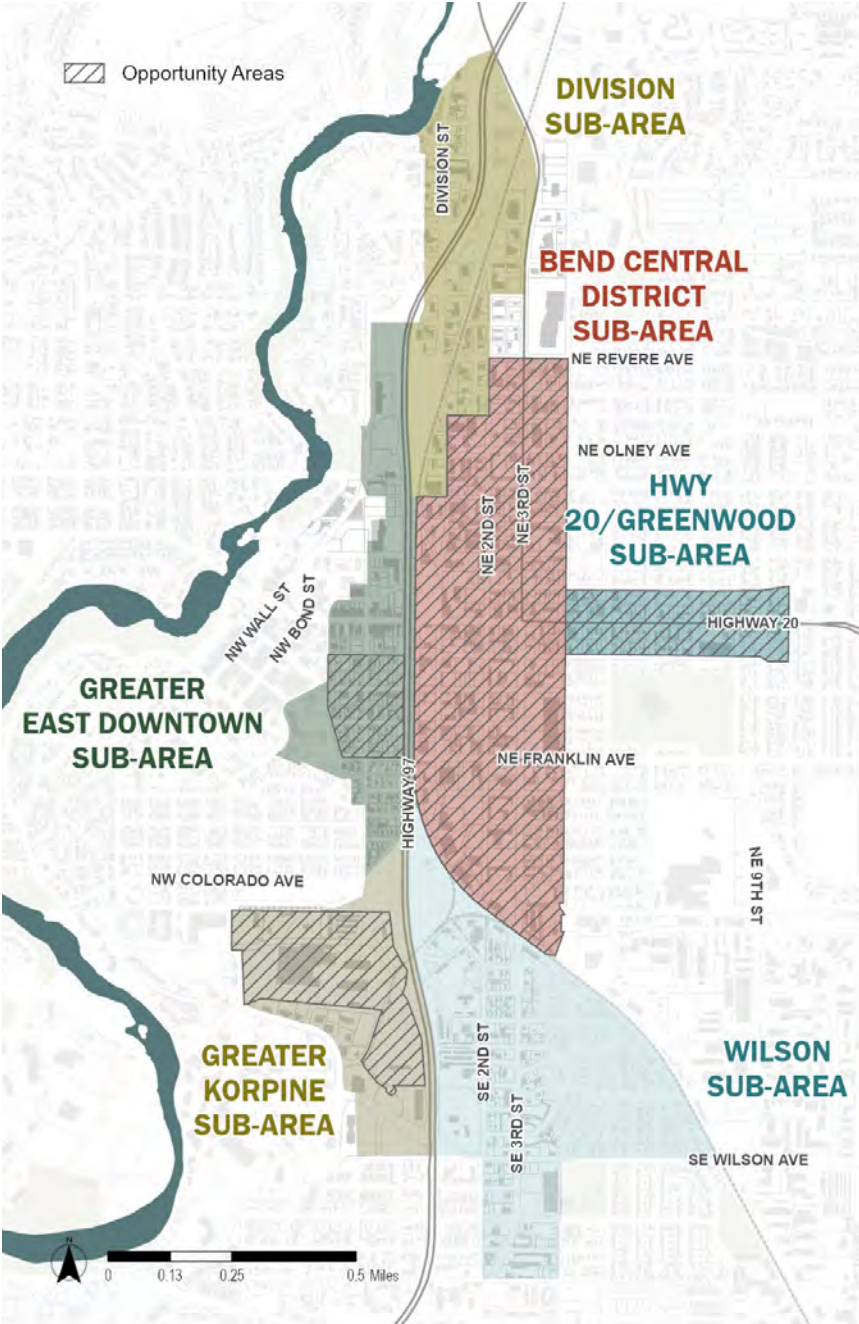 Opportunity Areas
DIVISION
SUB-AREA
DIVISION ST
BEND CENTRAL
DISTRICT
SUB-AREA
NE REVERE AVE
NE OLNEY AVE
HWY
20/GREENWOOD
SUB-AREA
NE 2ND ST
NE 3RD ST
HIGHWAY 20
NW WALL ST
NW BOND ST
GREATER
EAST DOWNTOWN
SUB-AREA
NE FRANKLIN AVE
HIGHWAY 97
NW COLORADO AVE
NE 9TH ST
GREATER
KORPINE
SUB-AREA
SE 2ND ST
SE 3RD ST
WILSON
SUB-AREA
SE WILSON AVE
N
0 0.13 0.25 0.5 Miles